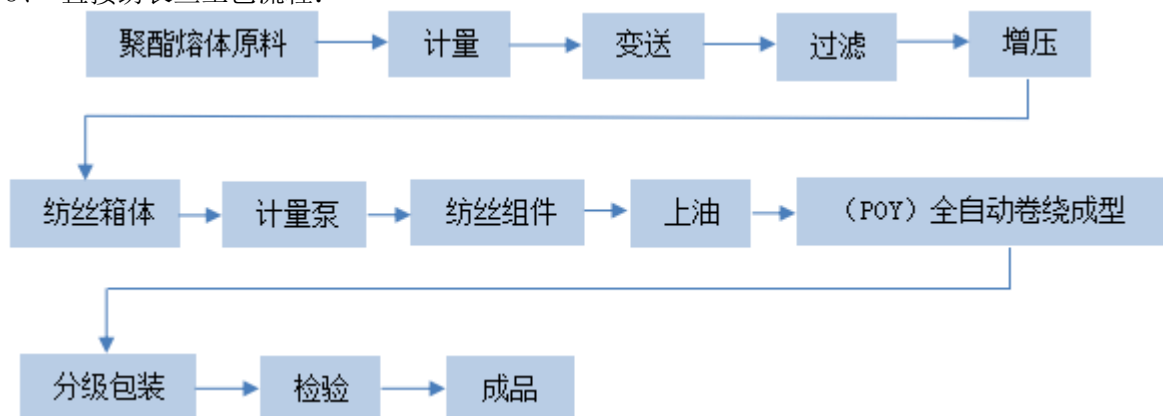 聚酯熔体原料 计量 变送 过滤 增压
纺丝箱体 计量泵 纺丝组件 上油 （POY）全自动卷绕成型
分级包装 检验 成品